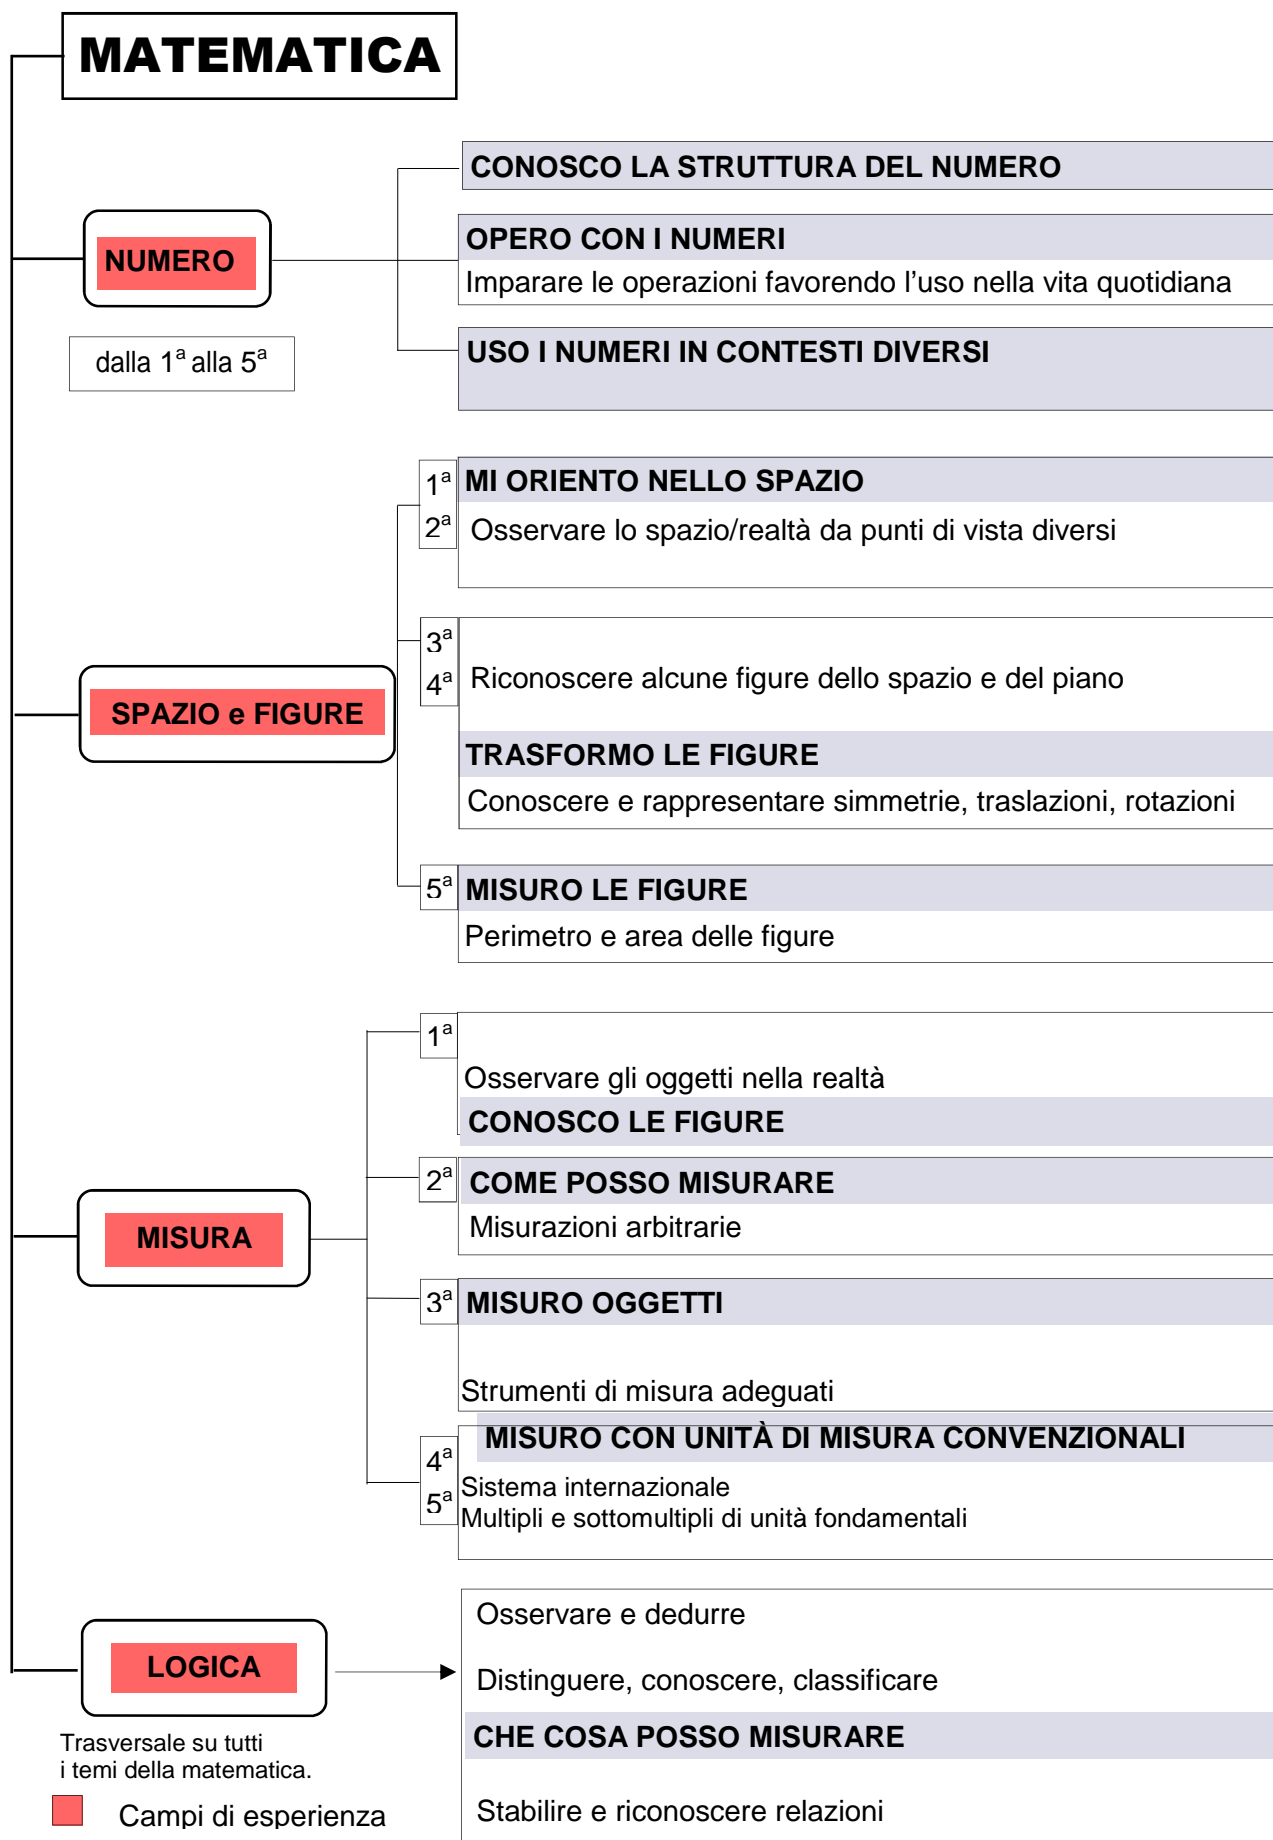 MATEMATICA
CONOSCO LA STRUTTURA DEL NUMERO
NUMERO
OPERO CON I NUMERI
Imparare le operazioni favorendo l’uso nella vita quotidiana
dalla 1ª alla 5ª
USO I NUMERI IN CONTESTI DIVERSI
1ª
MI ORIENTO NELLO SPAZIO
2ª
Osservare lo spazio/realtà da punti di vista diversi
SPAZIO e FIGURE
3ª
4ª
Riconoscere alcune figure dello spazio e del piano
TRASFORMO LE FIGURE
Conoscere e rappresentare simmetrie, traslazioni, rotazioni
5ª
MISURO LE FIGURE
Perimetro e area delle figure
MISURA
1ª
Osservare gli oggetti nella realtà
CONOSCO LE FIGURE
2ª
COME POSSO MISURARE
Misurazioni arbitrarie
3ª
MISURO OGGETTI
Strumenti di misura adeguati
4ª
5ª
MISURO CON UNITÀ DI MISURA CONVENZIONALI
Sistema internazionale
Multipli e sottomultipli di unità fondamentali
LOGICA
Osservare e dedurre
Distinguere, conoscere, classificare
CHE COSA POSSO MISURARE
Stabilire e riconoscere relazioni
Trasversale su tutti
i temi della matematica.
Campi di esperienza